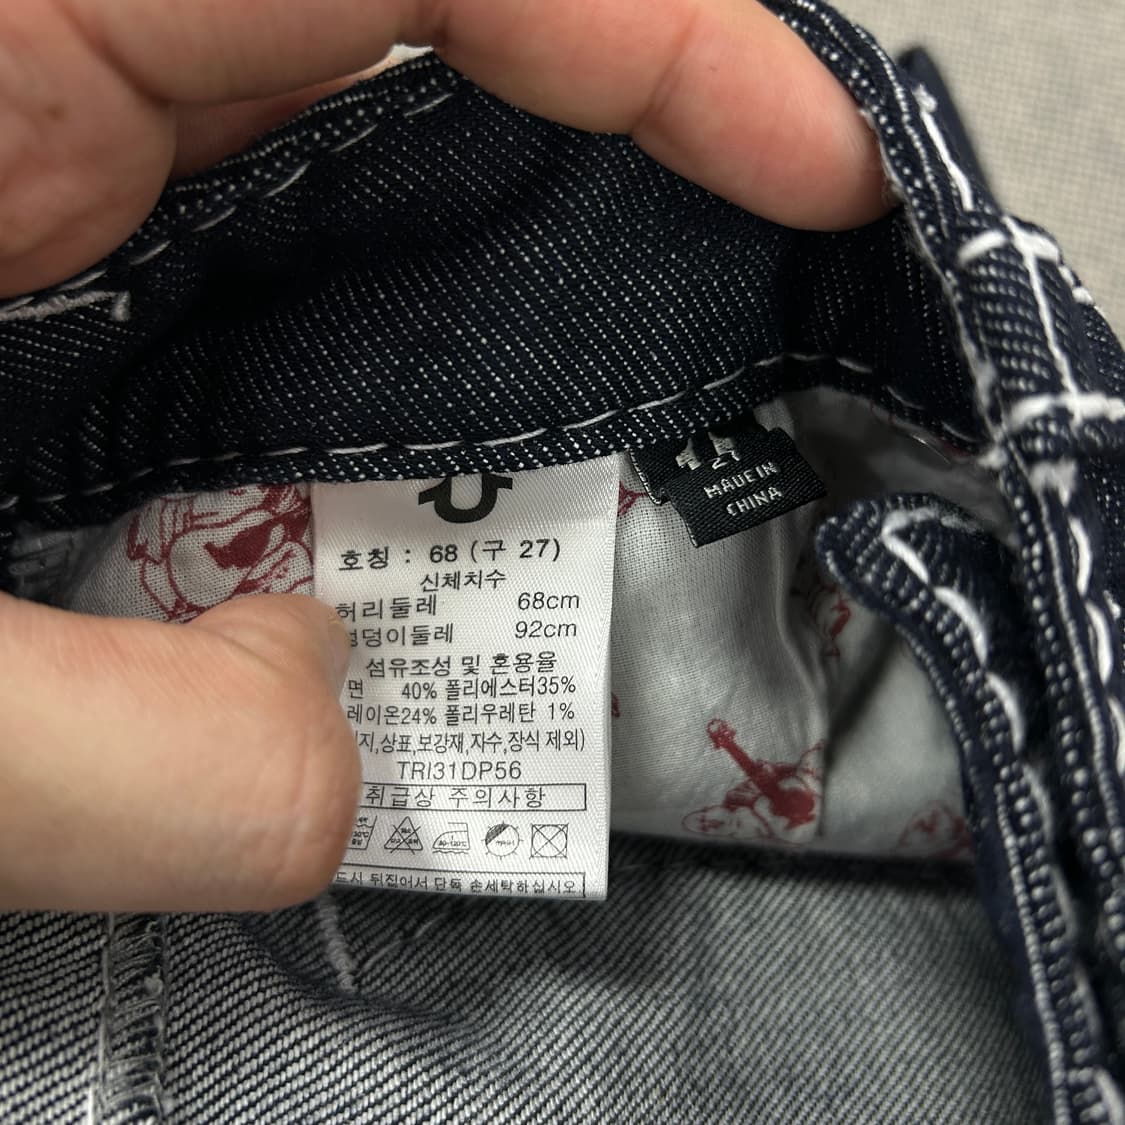 호칭 : 68 (구 27)
신체치수
허리둘레 68cm
엉덩이둘레 92cm
섬유조성 및 혼용율
면 40% 폴리에스터35%
레이온24% 폴리우레탄 1%
지,상표,보강재,자수,장식 제외)
TRI31DP56
취급상 주의사항
드시 뒤집어서 단독 손세탁하십시오
MADE IN
CHINA